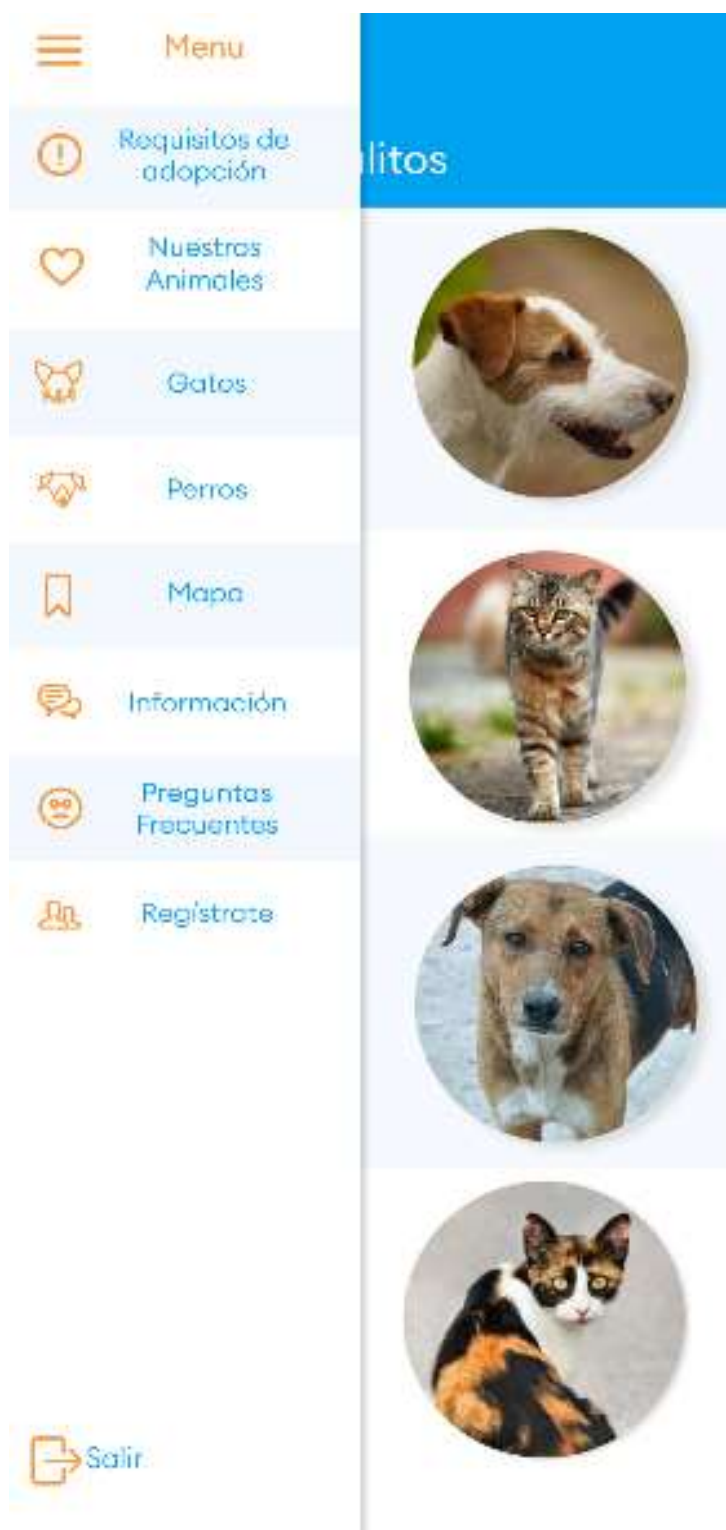 Menu
Requisitos de
adopción
litos
Nuestros
Animales
Gatos
Perros
Mapa
Información
Preguntas
Frecuentes
Regístrate
Salir